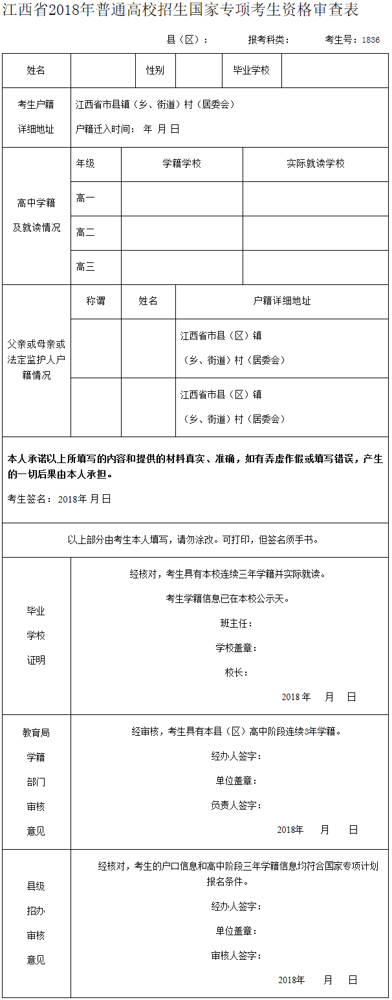 江西省2018年普通高校招生国家专项考生资格审查表
县（区）： 报考科类： 考生号：1836
姓名 性别 毕业学校
考生户籍
详细地址
江西省市县镇（乡、街道）村（居委会）
户籍迁入时间： 年 月 日
高中学籍
及就读情况
年级 学籍学校 实际就读学校
高一
高二
高三
父亲或母亲或
法定监护人户
籍情况
称谓 姓名 户籍详细地址
江西省市县（区）镇
（乡、街道）村（居委会）
江西省市县（区）镇
（乡、街道）村（居委会）
本人承诺以上所填写的内容和提供的材料真实、准确，如有弄虚作假或填写错误，产生
的一切后果由本人承担。
考生签名： 2018年 月 日
以上部分由考生本人填写，请勿涂改。可打印，但签名须手书。
毕业
学校
证明
经核对，考生具有本校连续三年学籍并实际就读。
考生学籍信息已在本校公示天。
班主任：
学校盖章：
校长：
2018 年 月 日
教育局
学籍
部门
审核
意见
经审核，考生具有本县（区）高中阶段连续3年学籍。
经办人签字：
单位盖章：
负责人签字：
2018年 月 日
县级
招办
审核
意见
经核对，考生的户口信息和高中阶段三年学籍信息均符合国家专项计划
报名条件。
经办人签字：
单位盖章：
审核人签字：
2018年 月 日